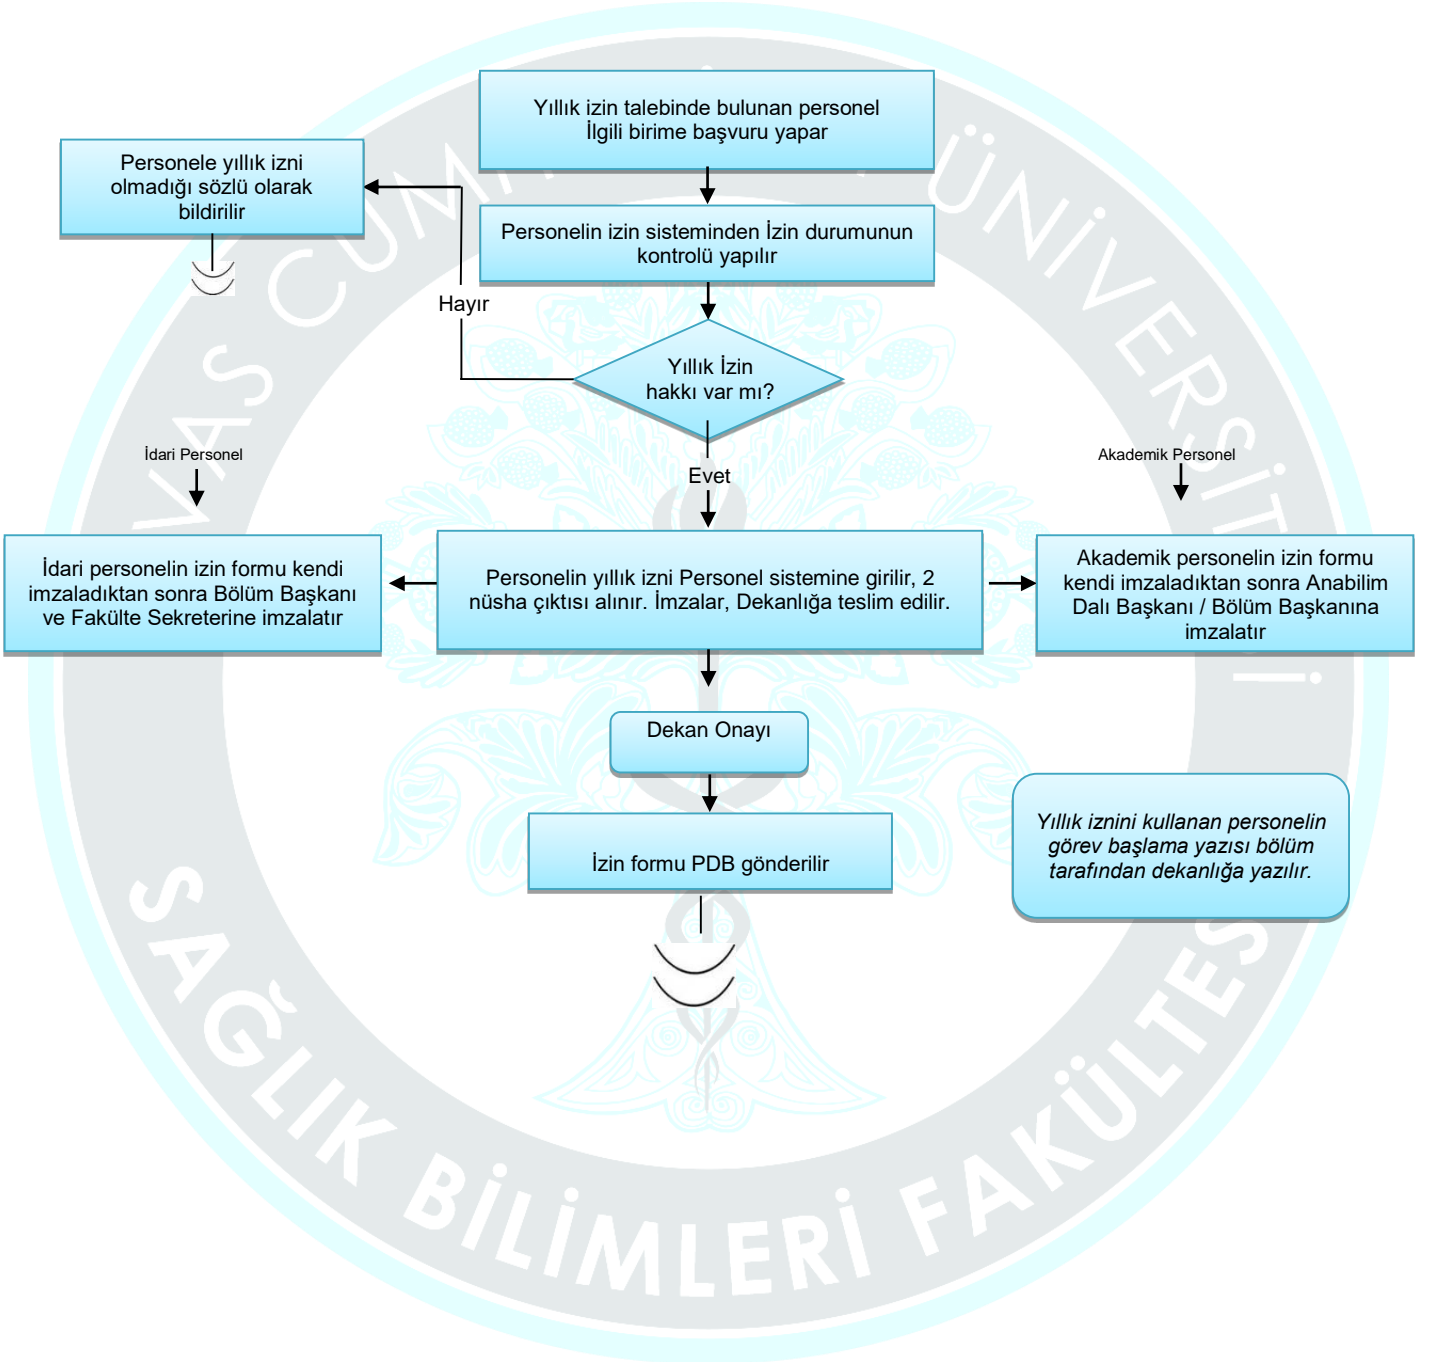 Yıllık izin talebinde bulunan personel
İlgili birime başvuru yapar
Personele yıllık izni
olmadığı sözlü olarak
bildirilir
Personelin izin sisteminden İzin durumunun
kontrolü yapılır
Hayır
Yıllık İzin
hakkı var mı?
Evet
İdari Personel
Akademik Personel
İdari personelin izin formu kendi
imzaladıktan sonra Bölüm Başkanı
ve Fakülte Sekreterine imzalatır
Personelin yıllık izni Personel sistemine girilir, 2
nüsha çıktısı alınır. İmzalar, Dekanlığa teslim edilir.
Akademik personelin izin formu
kendi imzaladıktan sonra Anabilim
Dalı Başkanı / Bölüm Başkanına
imzalatır
Dekan Onayı
İzin formu PDB gönderilir
Yıllık iznini kullanan personelin
görev başlama yazısı bölüm
tarafından dekanlığa yazılır.
SAĞLIK BİLİMLERİ FAKÜLTES